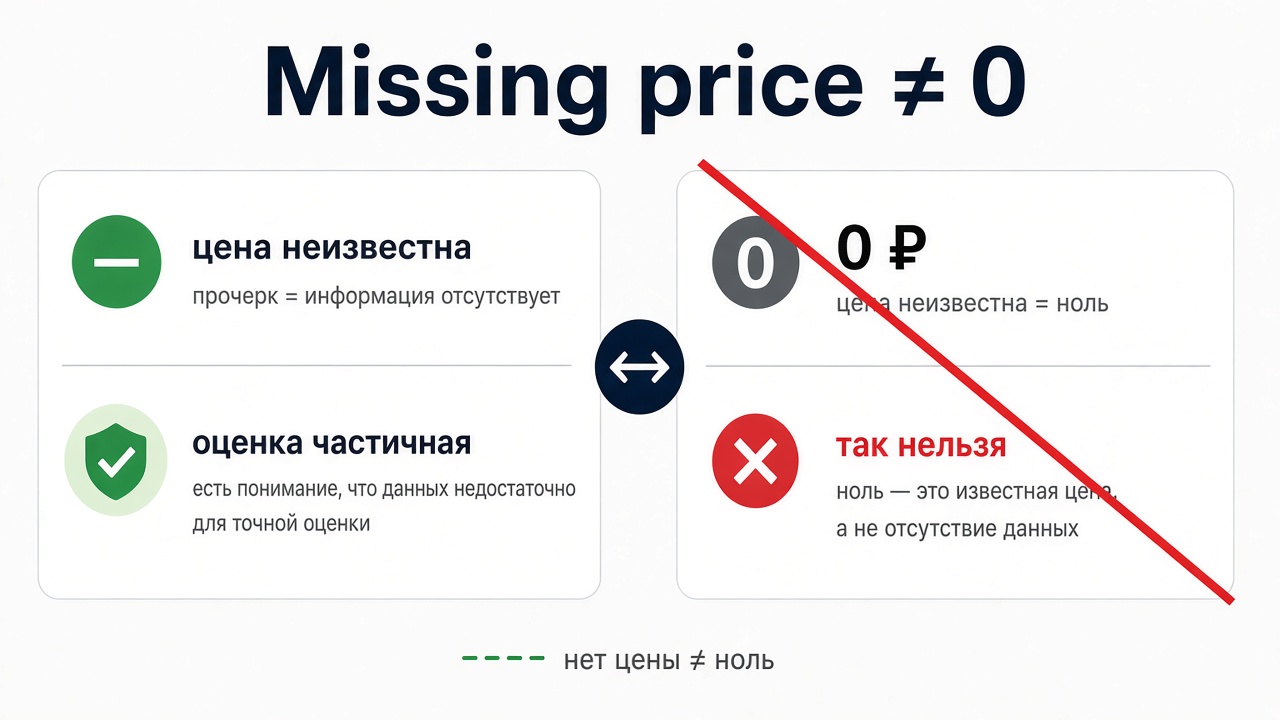 Missing price ≠ 0
цена неизвестна
прочерк = информация отсутствует
оценка частичная
есть понимание, что данных недостаточно
для точной оценки
0
0 ₽
цена неизвестна = ноль
так нельзя
ноль — это известная цена,
а не отсутствие данных
нет цены ≠ ноль